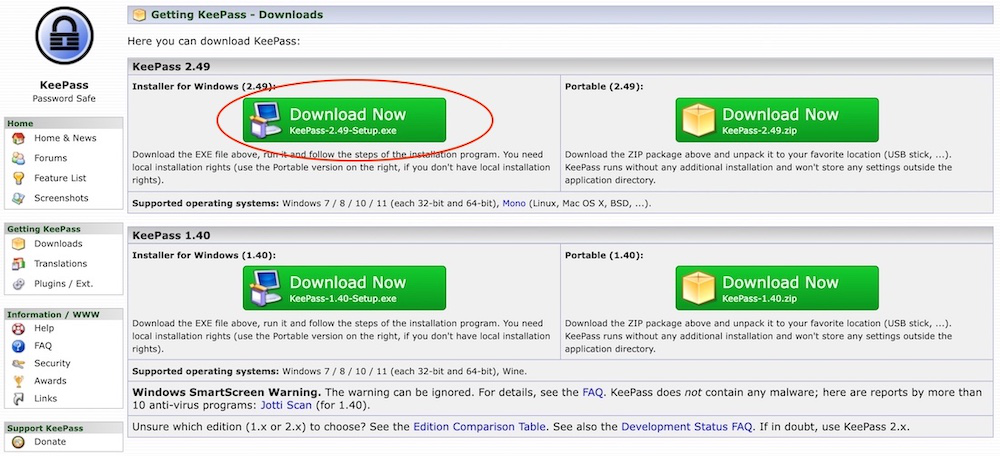 KeePass
Password Safe
Home
Home & News
Forums
Feature List
Screenshots
Getting KeePass
Downloads
Translations
Plugins / Ext.
Information / WWW
Help
FAQ
Security
Awards
Links
Support KeePass
Donate
Getting KeePass - Downloads
Here you can download KeePass:
KeePass 2.49
Installer for Windows (2.49):
Download Now
KeePass-2.49-Setup.exe
Download the EXE file above, run it and follow the steps of the installation program. You need
local installation rights (use the Portable version on the right, if you don't have local installation
rights).
Portable (2.49):
Download Now
KeePass-2.49.zip
Download the ZIP package above and unpack it to your favorite location (USB stick, ...).
KeePass runs without any additional installation and won't store any settings outside the
application directory.
Supported operating systems: Windows 7 / 8 / 10 / 11 (each 32-bit and 64-bit), Mono (Linux, Mac OS X, BSD, ...).
KeePass 1.40
Installer for Windows (1.40):
Download Now
KeePass-1.40-Setup.exe
Download the EXE file above, run it and follow the steps of the installation program. You need
local installation rights (use the Portable version on the right, if you don't have local installation
rights).
Portable (1.40):
Download Now
KeePass-1.40.zip
Download the ZIP package above and unpack it to your favorite location (USB stick, ...).
KeePass runs without any additional installation and won't store any settings outside the
application directory.
Supported operating systems: Windows 7 / 8 / 10 / 11 (each 32-bit and 64-bit), Wine.
Windows SmartScreen Warning. The warning can be ignored. For details, see the FAQ. KeePass does not contain any malware; here are reports by more than
10 anti-virus programs: Jotti Scan (for 1.40).
Unsure which edition (1.x or 2.x) to choose? See the Edition Comparison Table. See also the Development Status FAQ. If in doubt, use KeePass 2.x.